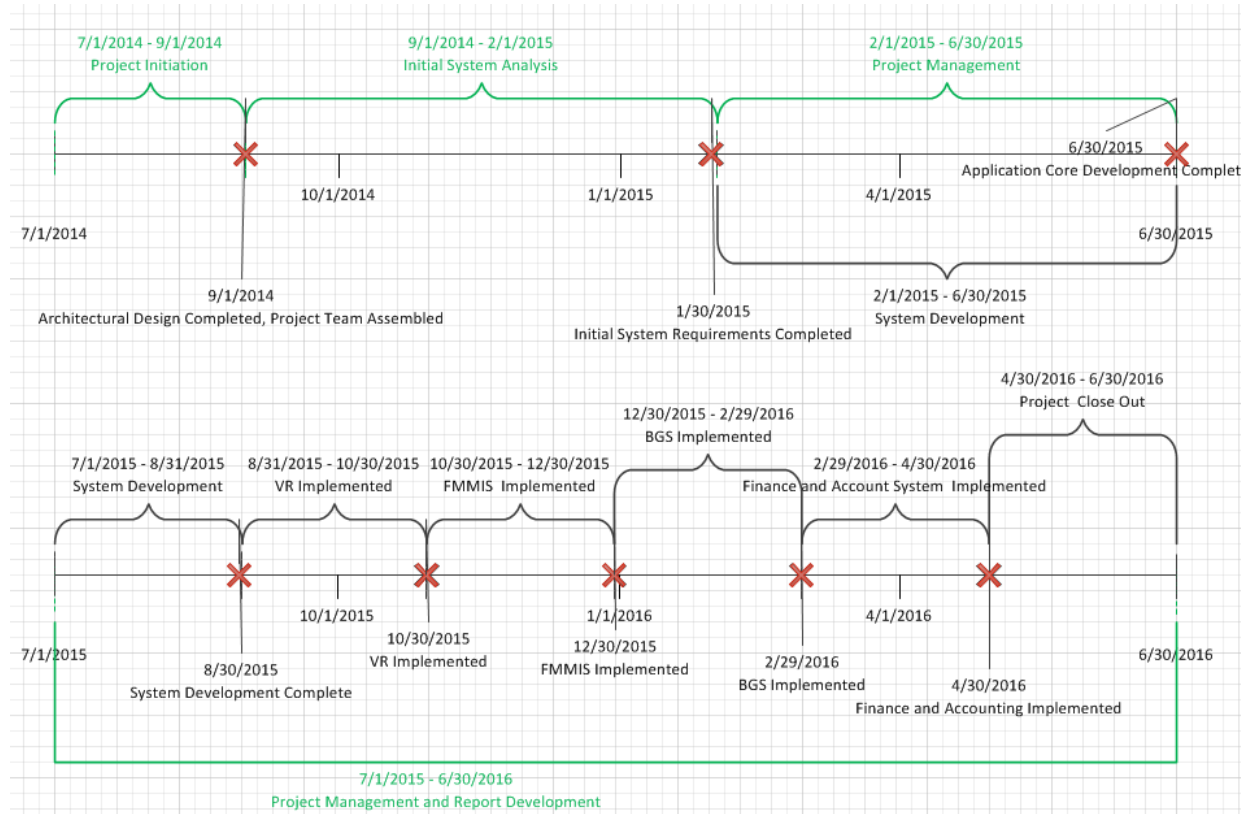 7/1/2014 - 9/1/2014
Project Initiation
9/1/2014 - 2/1/2015
Initial System Analysis
2/1/2015 - 6/30/2015
Project Management
6/30/2015
Application Core Development Complet
10/1/2014
1/1/2015
4/1/2015
7/1/2014
6/30/2015
9/1/2014
Architectural Design Completed, Project Team Assembled
1/30/2015
Initial System Requirements Completed
2/1/2015 - 6/30/2015
System Development
4/30/2016 - 6/30/2016
Project Close Out
12/30/2015 - 2/29/2016
BGS Implemented
7/1/2015 - 8/31/2015
System Development
8/31/2015 - 10/30/2015
VR Implemented
10/30/2015 - 12/30/2015
FMMIS Implemented
2/29/2016 - 4/30/2016
Finance and Account System Implemented
10/1/2015
1/1/2016
4/1/2016
7/1/2015
6/30/2016
8/30/2015
System Development Complete
10/30/2015
VR Implemented
12/30/2015
FMMIS Implemented
2/29/2016
BGS Implemented
4/30/2016
Finance and Accounting Implemented
7/1/2015 - 6/30/2016
Project Management and Report Development